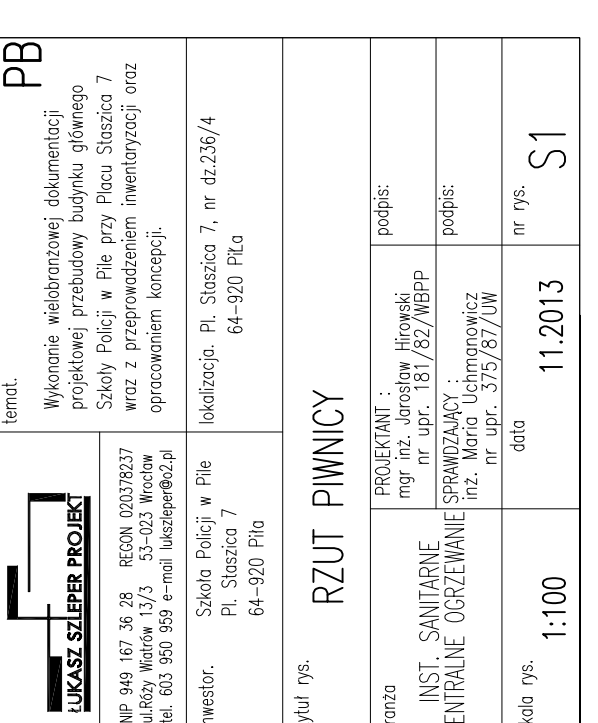 ŁUKASZ SZLEPER PROJEKT
NIP 949 167 36 28 REGON 020378237
ul.Róży Wiatrów 13/3 53-023 Wrocław
tel. 603 950 959 e-mail lukszleper@o2.pl
temat.
PB
Wykonanie wielobranżowej dokumentacji
projektowej przebudowy budynku głównego
Szkoły Policji w Pile przy Placu Staszica 7
wraz z przeprowadzeniem inwentaryzacji oraz
opracowaniem koncepcji.
nwestor.
Szkoła Policji w Pile
Pl. Staszica 7
64-920 Piła
lokalizacja. Pl. Staszica 7, nr dz.236/4
64-920 PiŁa
ytuł rys.
RZUT PIWNICY
ranża
INST. SANITARNE
ENTRALNE OGRZEWANIE
PROJEKTANT :
mgr inż. Jarosław Hirowski
nr upr. 181/82/WBPP
podpis:
SPRAWDZAJĄCY :
inż. Maria Uchmanowicz
nr upr. 375/87/UW
podpis:
kala rys.
1:100
data
11.2013
nr rys.
S1